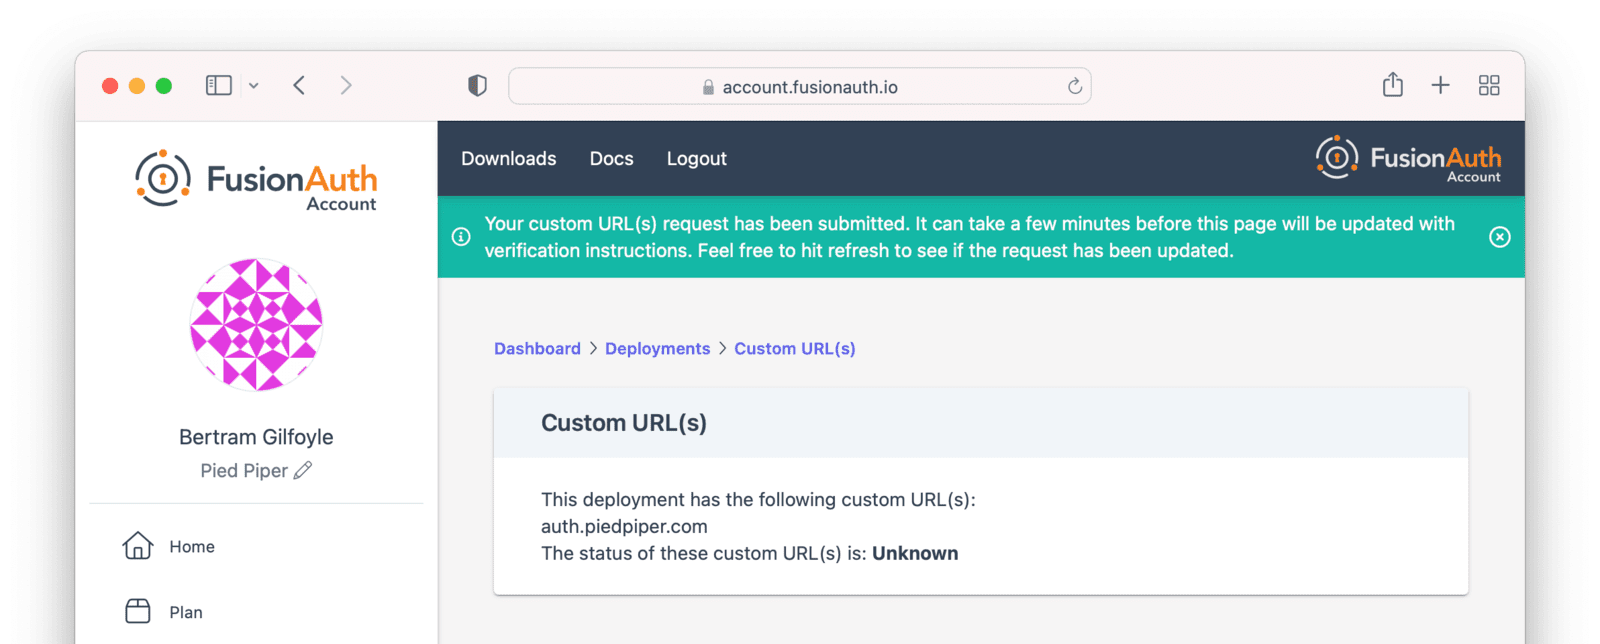 account.fusionauth.io
FusionAuth
Account
Bertram Gilfoyle
Pied Piper
Home
Plan
Downloads Docs Logout
FusionAuth
Account
Your custom URL(s) request has been submitted. It can take a few minutes before this page will be updated with
verification instructions. Feel free to hit refresh to see if the request has been updated.
Dashboard > Deployments > Custom URL(s)
Custom URL(s)
This deployment has the following custom URL(s):
auth.piedpiper.com
The status of these custom URL(s) is: Unknown